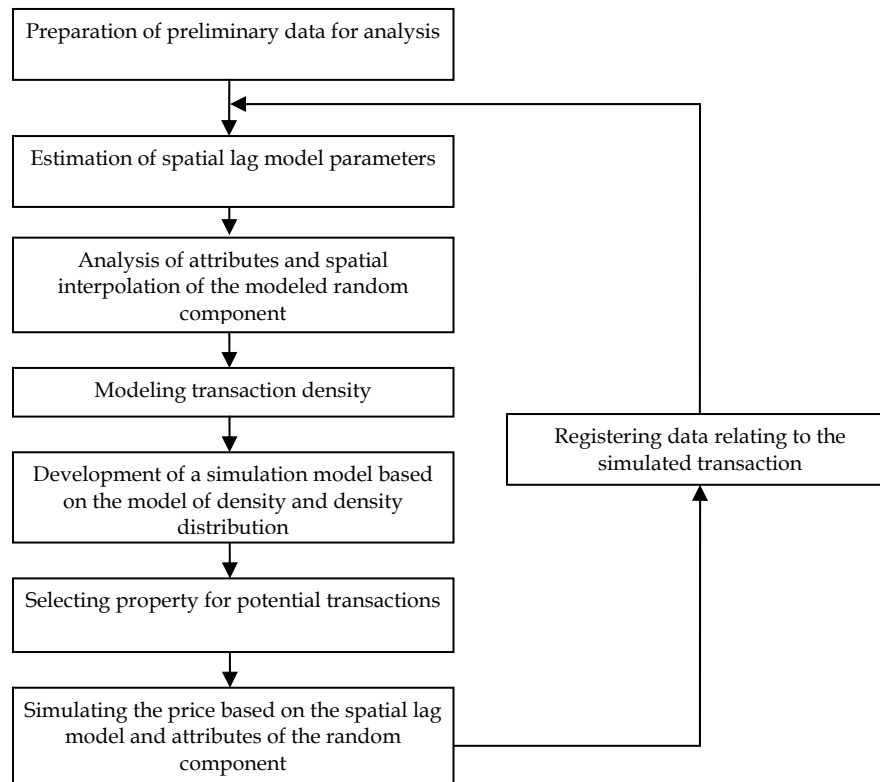 Preparation of preliminary data for analysis
Estimation of spatial lag model parameters
Analysis of attributes and spatial
interpolation of the modeled random
component
Modeling transaction density
Development of a simulation model based
on the model of density and density
distribution
Selecting property for potential transactions
Simulating the price based on the spatial lag
model and attributes of the random
component
Registering data relating to the
simulated transaction